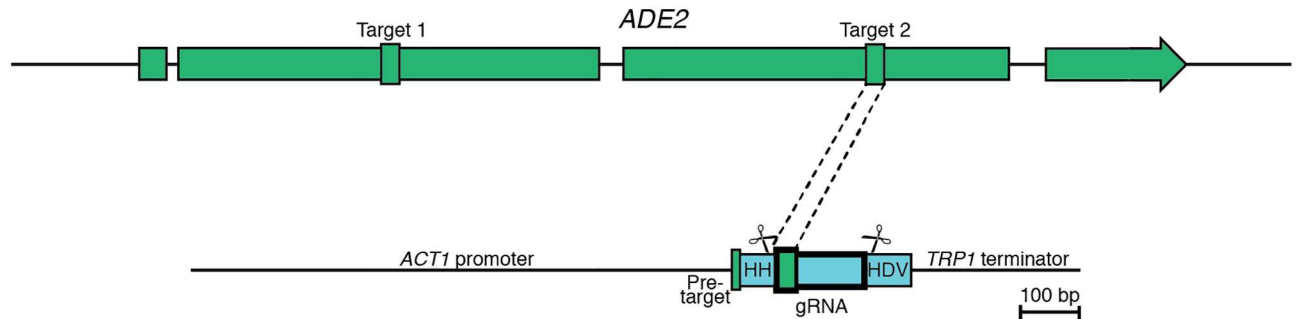 ADE2
Target 1
Target 2
ACT1 promoter
Pre-
target
HH
HDV
gRNA
TRP1 terminator
100 bp